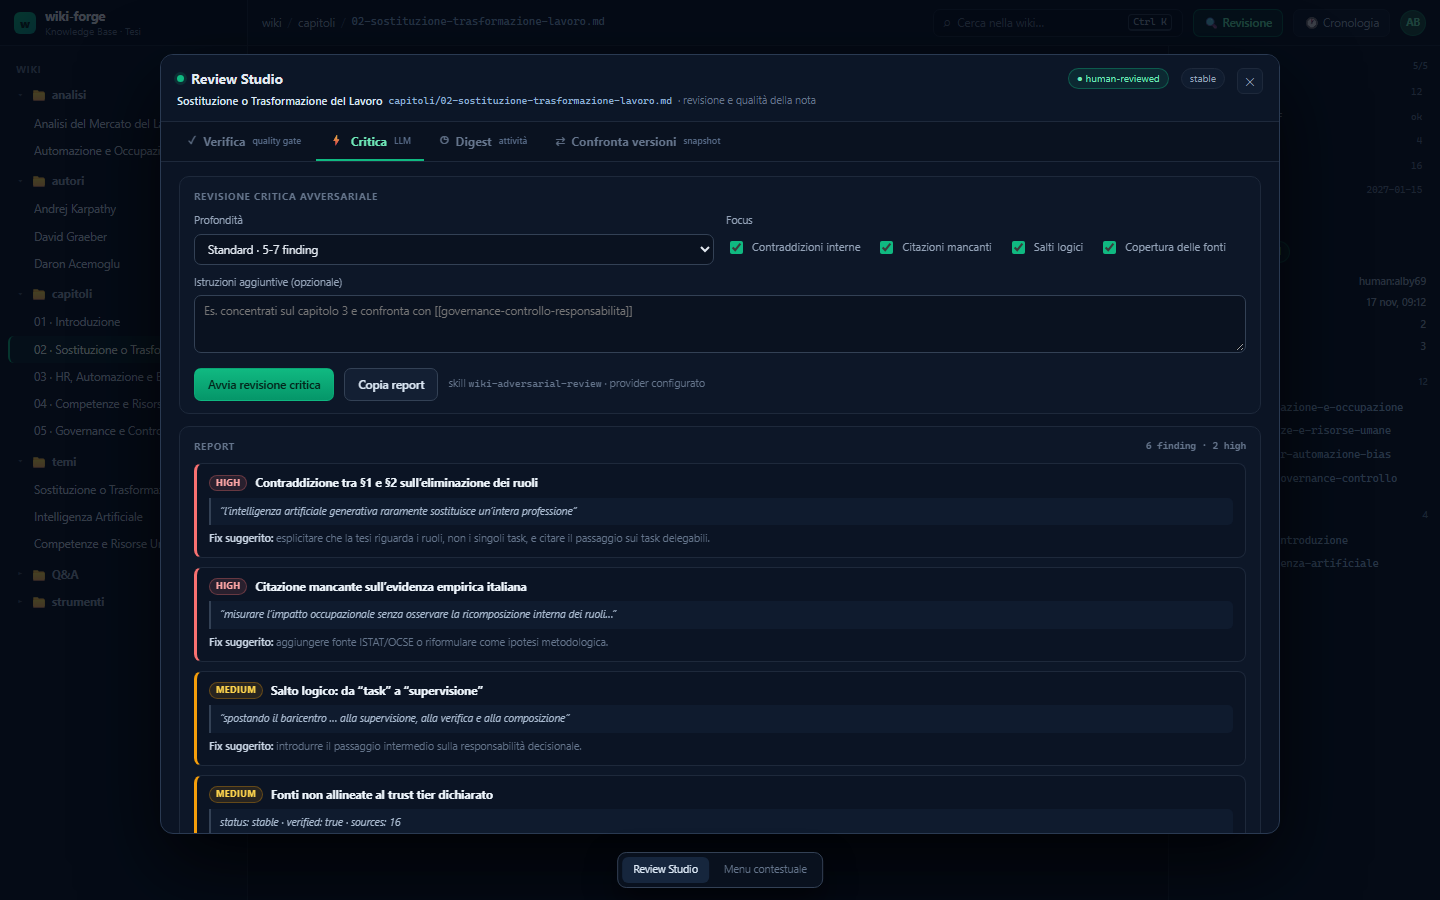 w wiki-forge
Knowledge Base · Tesi
wiki / capitoli / 02-sostituzione-trasformazione-lavoro.md
Cerca nella wiki... Ctrl K
Revisione
Cronologia
AB
WIKI
analisi
Analisi del Mercato del L
Automazione e Occupazi
autori
Andrej Karpathy
David Graeber
Daron Acemoglu
capitoli
01 · Introduzione
02 · Sostituzione o Trasfo
03 · HR, Automazione e B
04 · Competenze e Risors
05 · Governance e Contro
temi
Sostituzione o Trasforma
Intelligenza Artificiale
Competenze e Risorse U
Q&A
strumenti
Review Studio
human-reviewed
stable
Sostituzione o Trasformazione del Lavoro capitoli/02-sostituzione-trasformazione-lavoro.md · revisione e qualità della nota
Verifica quality gate
Critica LLM
Digest attività
Confronta versioni snapshot
REVISIONE CRITICA AVVERSARIALE
Profondità
Standard · 5-7 finding
Focus
Contraddizioni interne
Citazioni mancanti
Salti logici
Copertura delle fonti
Istruzioni aggiuntive (opzionale)
Es. concentrati sul capitolo 3 e confronta con [[governance-controllo-responsabilita]]
Avvia revisione critica
Copia report
skill wiki-adversarial-review · provider configurato
REPORT
6 finding · 2 high
HIGH Contraddizione tra §1 e §2 sull'eliminazione dei ruoli
"l'intelligenza artificiale generativa raramente sostituisce un'intera professione"
Fix suggerito: esplicitare che la tesi riguarda i ruoli, non i singoli task, e citare il passaggio sui task delegabili.
HIGH Citazione mancante sull'evidenza empirica italiana
"misurare l'impatto occupazionale senza osservare la ricomposizione interna dei ruoli…"
Fix suggerito: aggiungere fonte ISTAT/OCSE o riformulare come ipotesi metodologica.
MEDIUM Salto logico: da “task” a “supervisione”
"spostando il baricentro … alla supervisione, alla verifica e alla composizione"
Fix suggerito: introdurre il passaggio intermedio sulla responsabilità decisionale.
MEDIUM Fonti non allineate al trust tier dichiarato
status: stable · verified: true · sources: 16
5/5
12
ok
4
16
2027-01-15
human:alby69
17 nov, 09:12
2
3
12
azione-e-occupazione
ze-e-risorse-umane
r-automazione-bias
overnance-controllo
4
ntroduzione
enza-artificiale
Review Studio
Menu contestuale